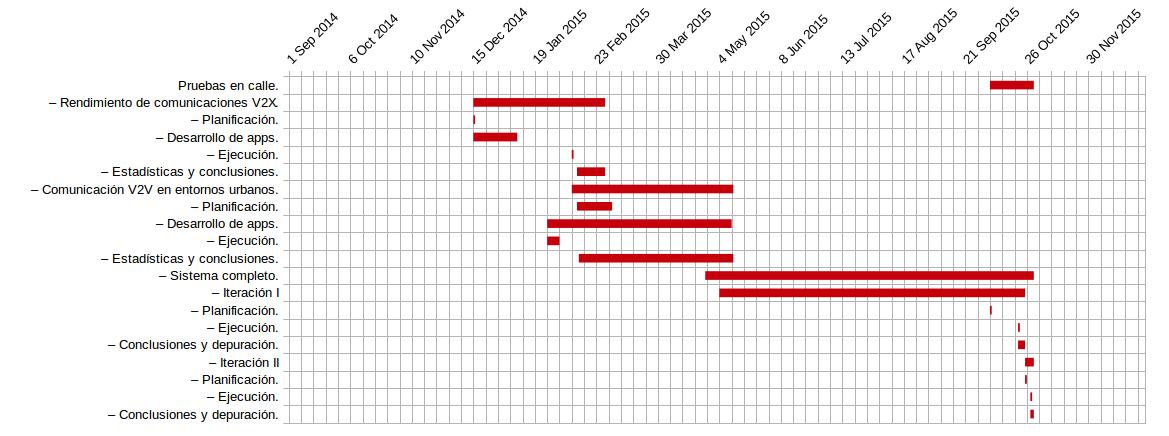 1 Sep 2014
6 Oct 2014
10 Nov 2014
15 Dec 2014
19 Jan 2015
23 Feb 2015
30 Mar 2015
4 May 2015
8 Jun 2015
13 Jul 2015
17 Aug 2015
21 Sep 2015
26 Oct 2015
30 Nov 2015
Pruebas en calle.
– Rendimiento de comunicaciones V2X.
– Planificación.
– Desarrollo de apps.
– Ejecución.
– Estadísticas y conclusiones.
– Comunicación V2V en entornos urbanos.
– Planificación.
– Desarrollo de apps.
– Ejecución.
– Estadísticas y conclusiones.
– Sistema completo.
– Iteración I
– Planificación.
– Ejecución.
– Conclusiones y depuración.
– Iteración II
– Planificación.
– Ejecución.
– Conclusiones y depuración.